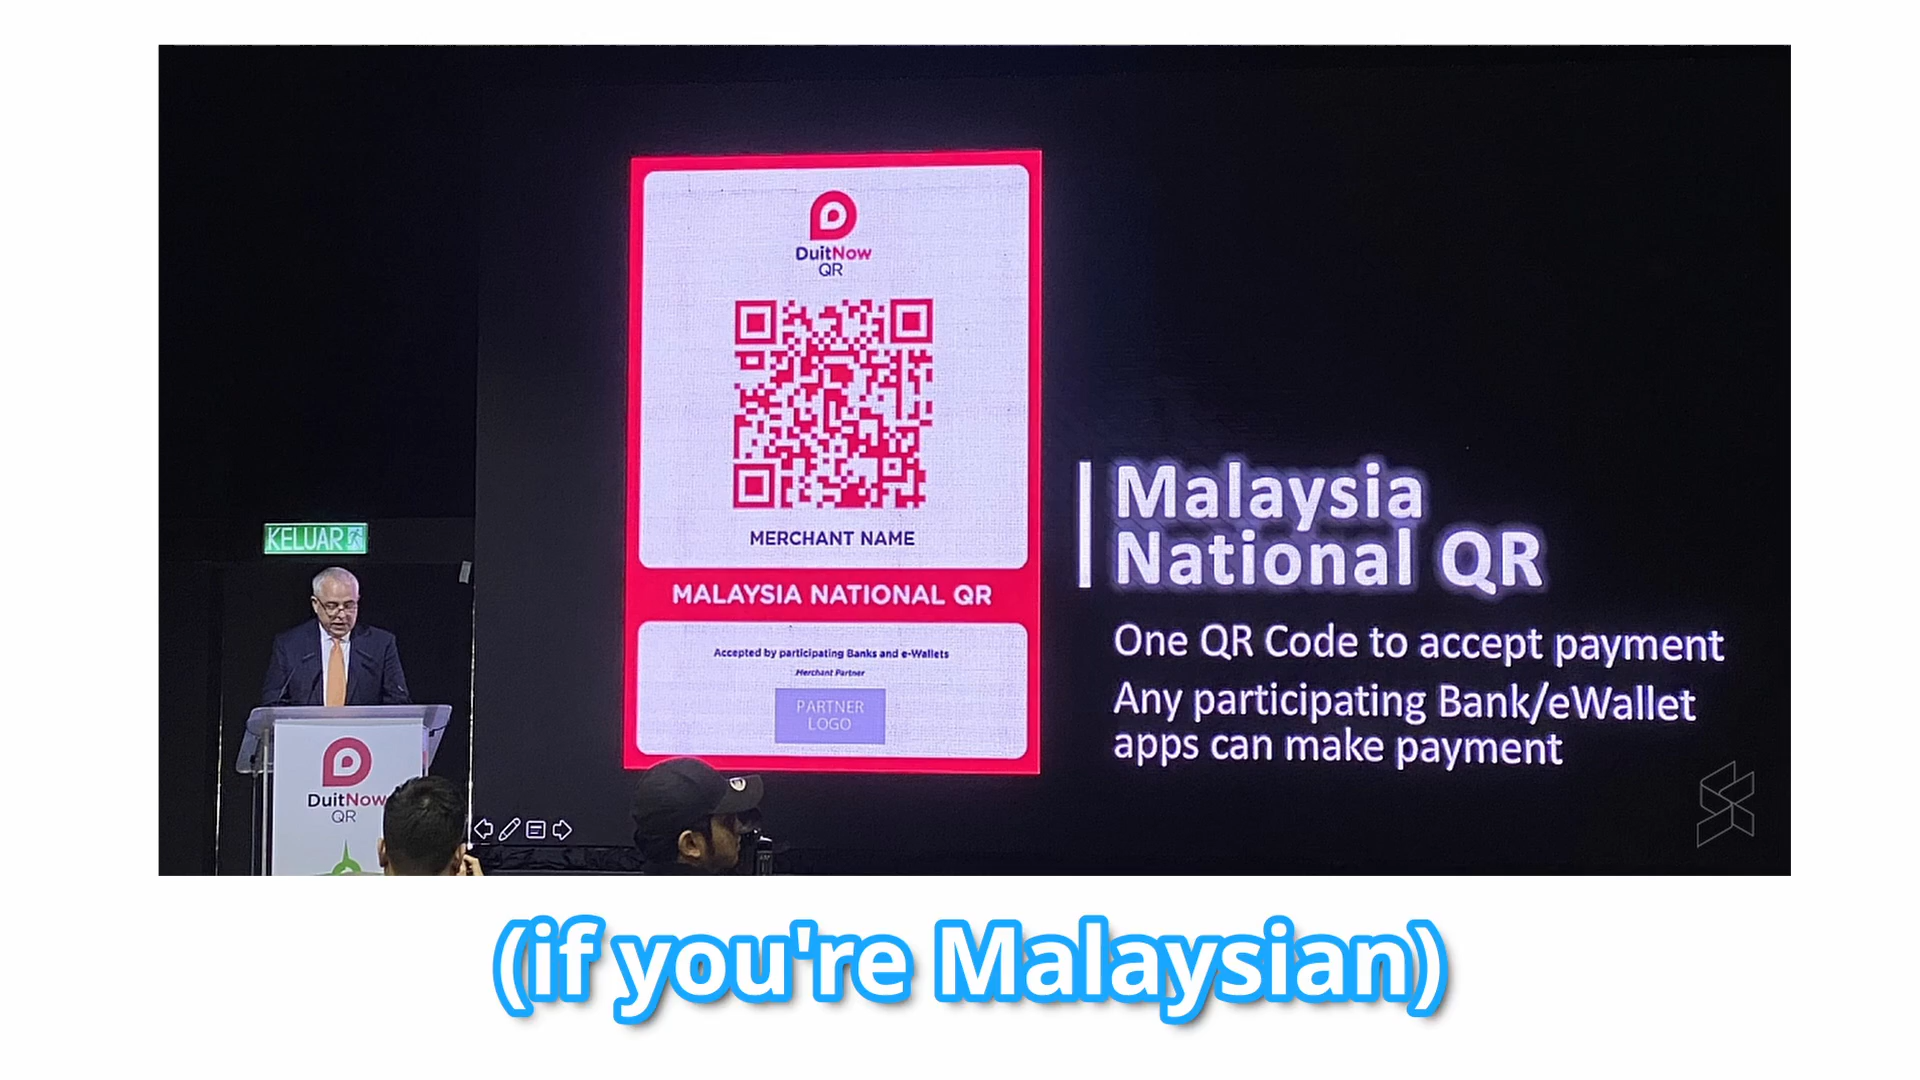 DuitNow
QR
MERCHANT NAME
MALAYSIA NATIONAL QR
Accepted by participating Banks and e-Wallets
Merchant Partner
PARTNER
LOGO
Malaysia
National QR
One QR Code to accept payment
Any participating Bank/eWallet
apps can make payment
KELUAR
DuitNow
QR
(if you're Malaysian)